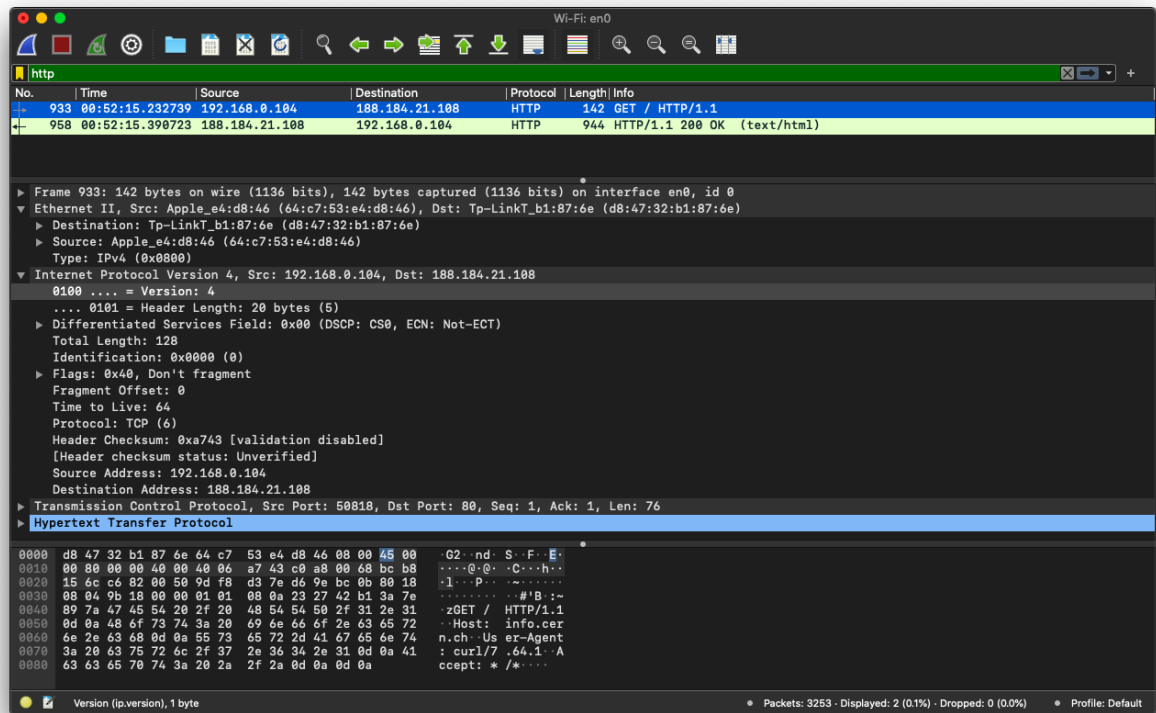 Wi-Fi: en0
http
No. Time Source Destination Protocol Length Info
933 00:52:15.232739 192.168.0.104 188.184.21.108 HTTP 142 GET / HTTP/1.1
958 00:52:15.390723 188.184.21.108 192.168.0.104 HTTP 944 HTTP/1.1 200 OK (text/html)
Frame 933: 142 bytes on wire (1136 bits), 142 bytes captured (1136 bits) on interface en0, id 0
Ethernet II, Src: Apple_e4:d8:46 (64:c7:53:e4:d8:46), Dst: Tp-LinkT_b1:87:6e (d8:47:32:b1:87:6e)
Destination: Tp-LinkT_b1:87:6e (d8:47:32:b1:87:6e)
Source: Apple_e4:d8:46 (64:c7:53:e4:d8:46)
Type: IPv4 (0x0800)
Internet Protocol Version 4, Src: 192.168.0.104, Dst: 188.184.21.108
0100 .... = Version: 4
.... 0101 = Header Length: 20 bytes (5)
Differentiated Services Field: 0x00 (DSCP: CS0, ECN: Not-ECT)
Total Length: 128
Identification: 0x0000 (0)
Flags: 0x40, Don't fragment
Fragment Offset: 0
Time to Live: 64
Protocol: TCP (6)
Header Checksum: 0xa743 [validation disabled]
[Header checksum status: Unverified]
Source Address: 192.168.0.104
Destination Address: 188.184.21.108
Transmission Control Protocol, Src Port: 50818, Dst Port: 80, Seq: 1, Ack: 1, Len: 76
Hypertext Transfer Protocol
0000 d8 47 32 b1 87 6e 64 c7 53 e4 d8 46 08 00 45 00 ·G2··nd· S··F··E·
0010 00 80 00 00 40 00 40 06 a7 43 c0 a8 00 68 bc b8 ····@·@· ·C···h··
0020 15 6c c6 82 00 50 9d f8 d3 7e d6 9e bc 0b 80 18 ·l···P·· ·~······
0030 08 04 9b 18 00 00 01 01 08 0a 23 27 42 b1 3a 7e ········ ··#'B·:~
0040 89 7a 47 45 54 20 2f 20 48 54 54 50 2f 31 2e 31 ·zGET / HTTP/1.1
0050 0d 0a 48 6f 73 74 3a 20 69 6e 66 6f 2e 63 65 72 ··Host: info.cer
0060 6e 2e 63 68 0d 0a 55 73 65 72 2d 41 67 65 6e 74 n.ch··Us er-Agent
0070 3a 20 63 75 72 6c 2f 37 2e 36 34 2e 31 0d 0a 41 : curl/7 .64.1··A
0080 63 63 65 70 74 3a 20 2a 2f 2a 0d 0a 0d 0a ccept: * /*····
Version (ip.version), 1 byte Packets: 3253 · Displayed: 2 (0.1%) · Dropped: 0 (0.0%) Profile: Default